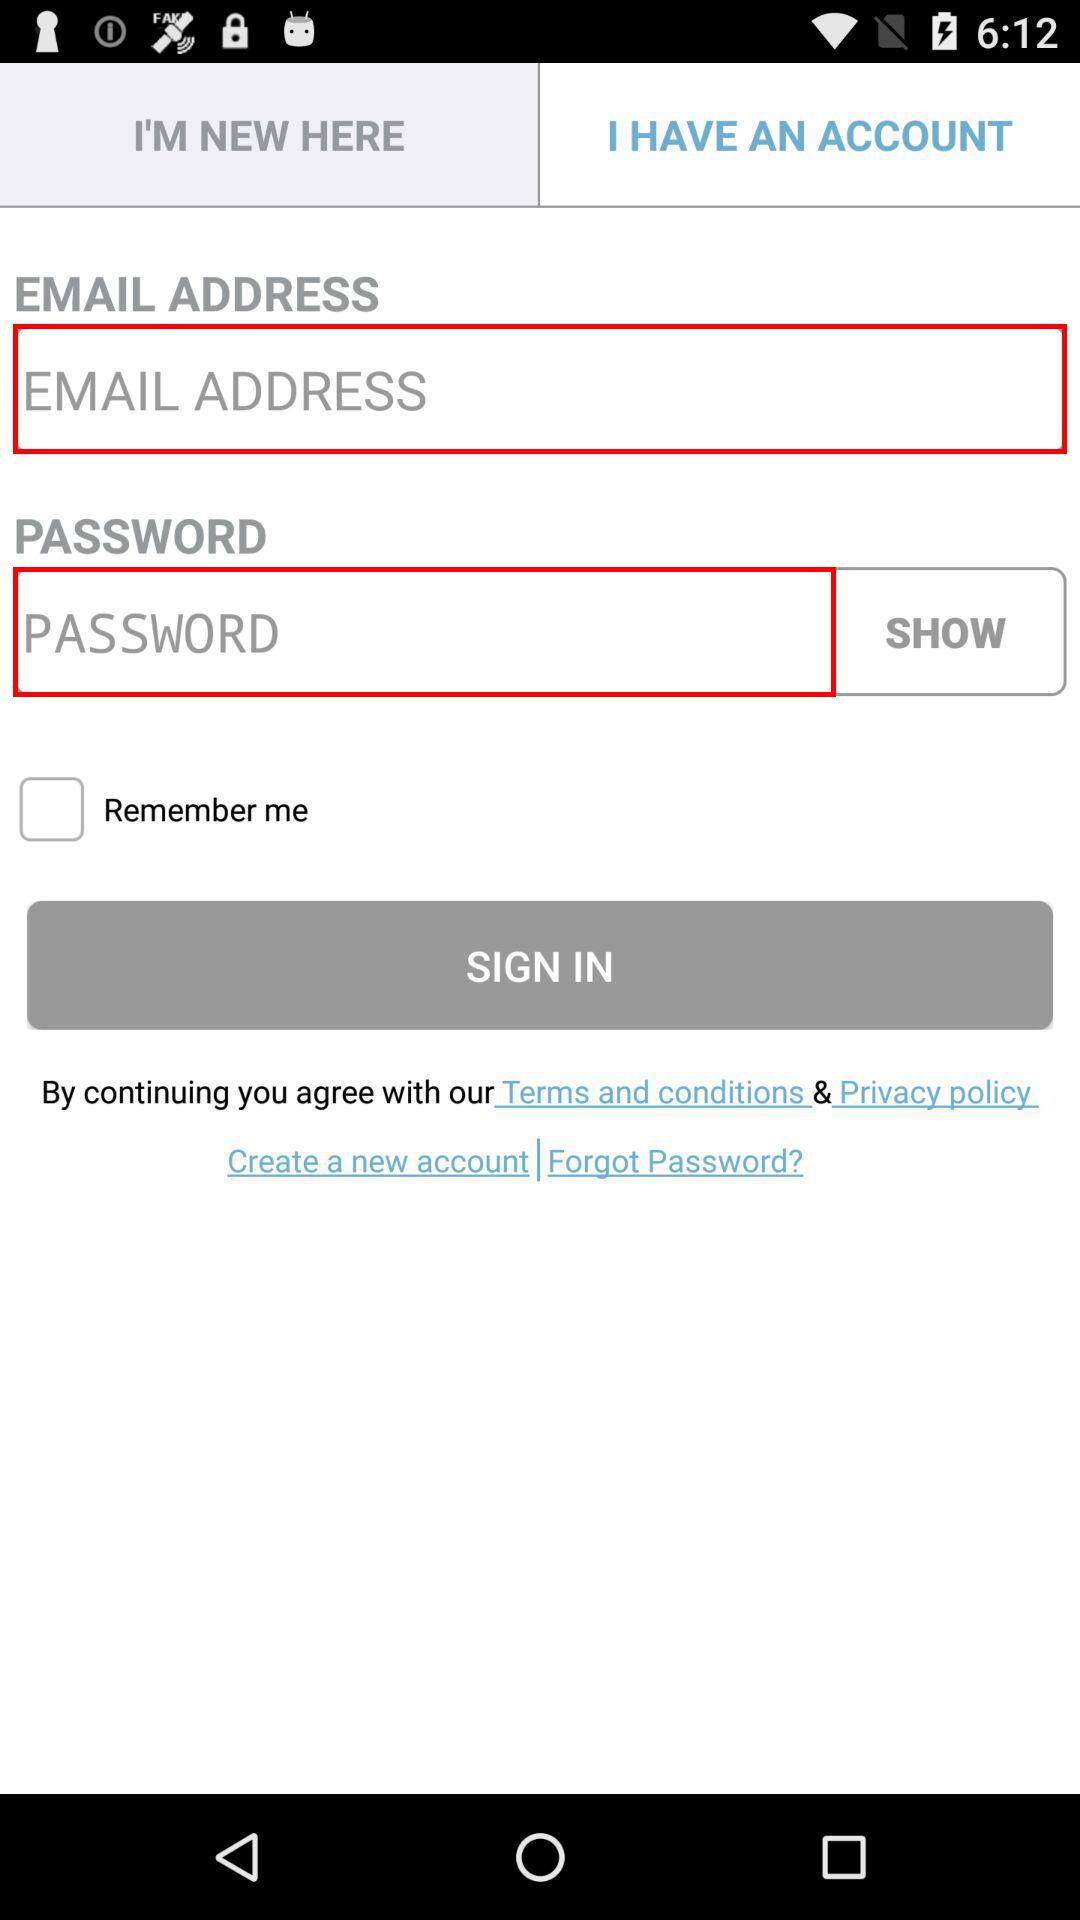 FAKE
6:12
I'M NEW HERE
I HAVE AN ACCOUNT
EMAIL ADDRESS
EMAIL ADDRESS
PASSWORD
PASSWORD
SHOW
Remember me
SIGN IN
By continuing you agree with our Terms and conditions & Privacy policy
Create a new account
Forgot Password?